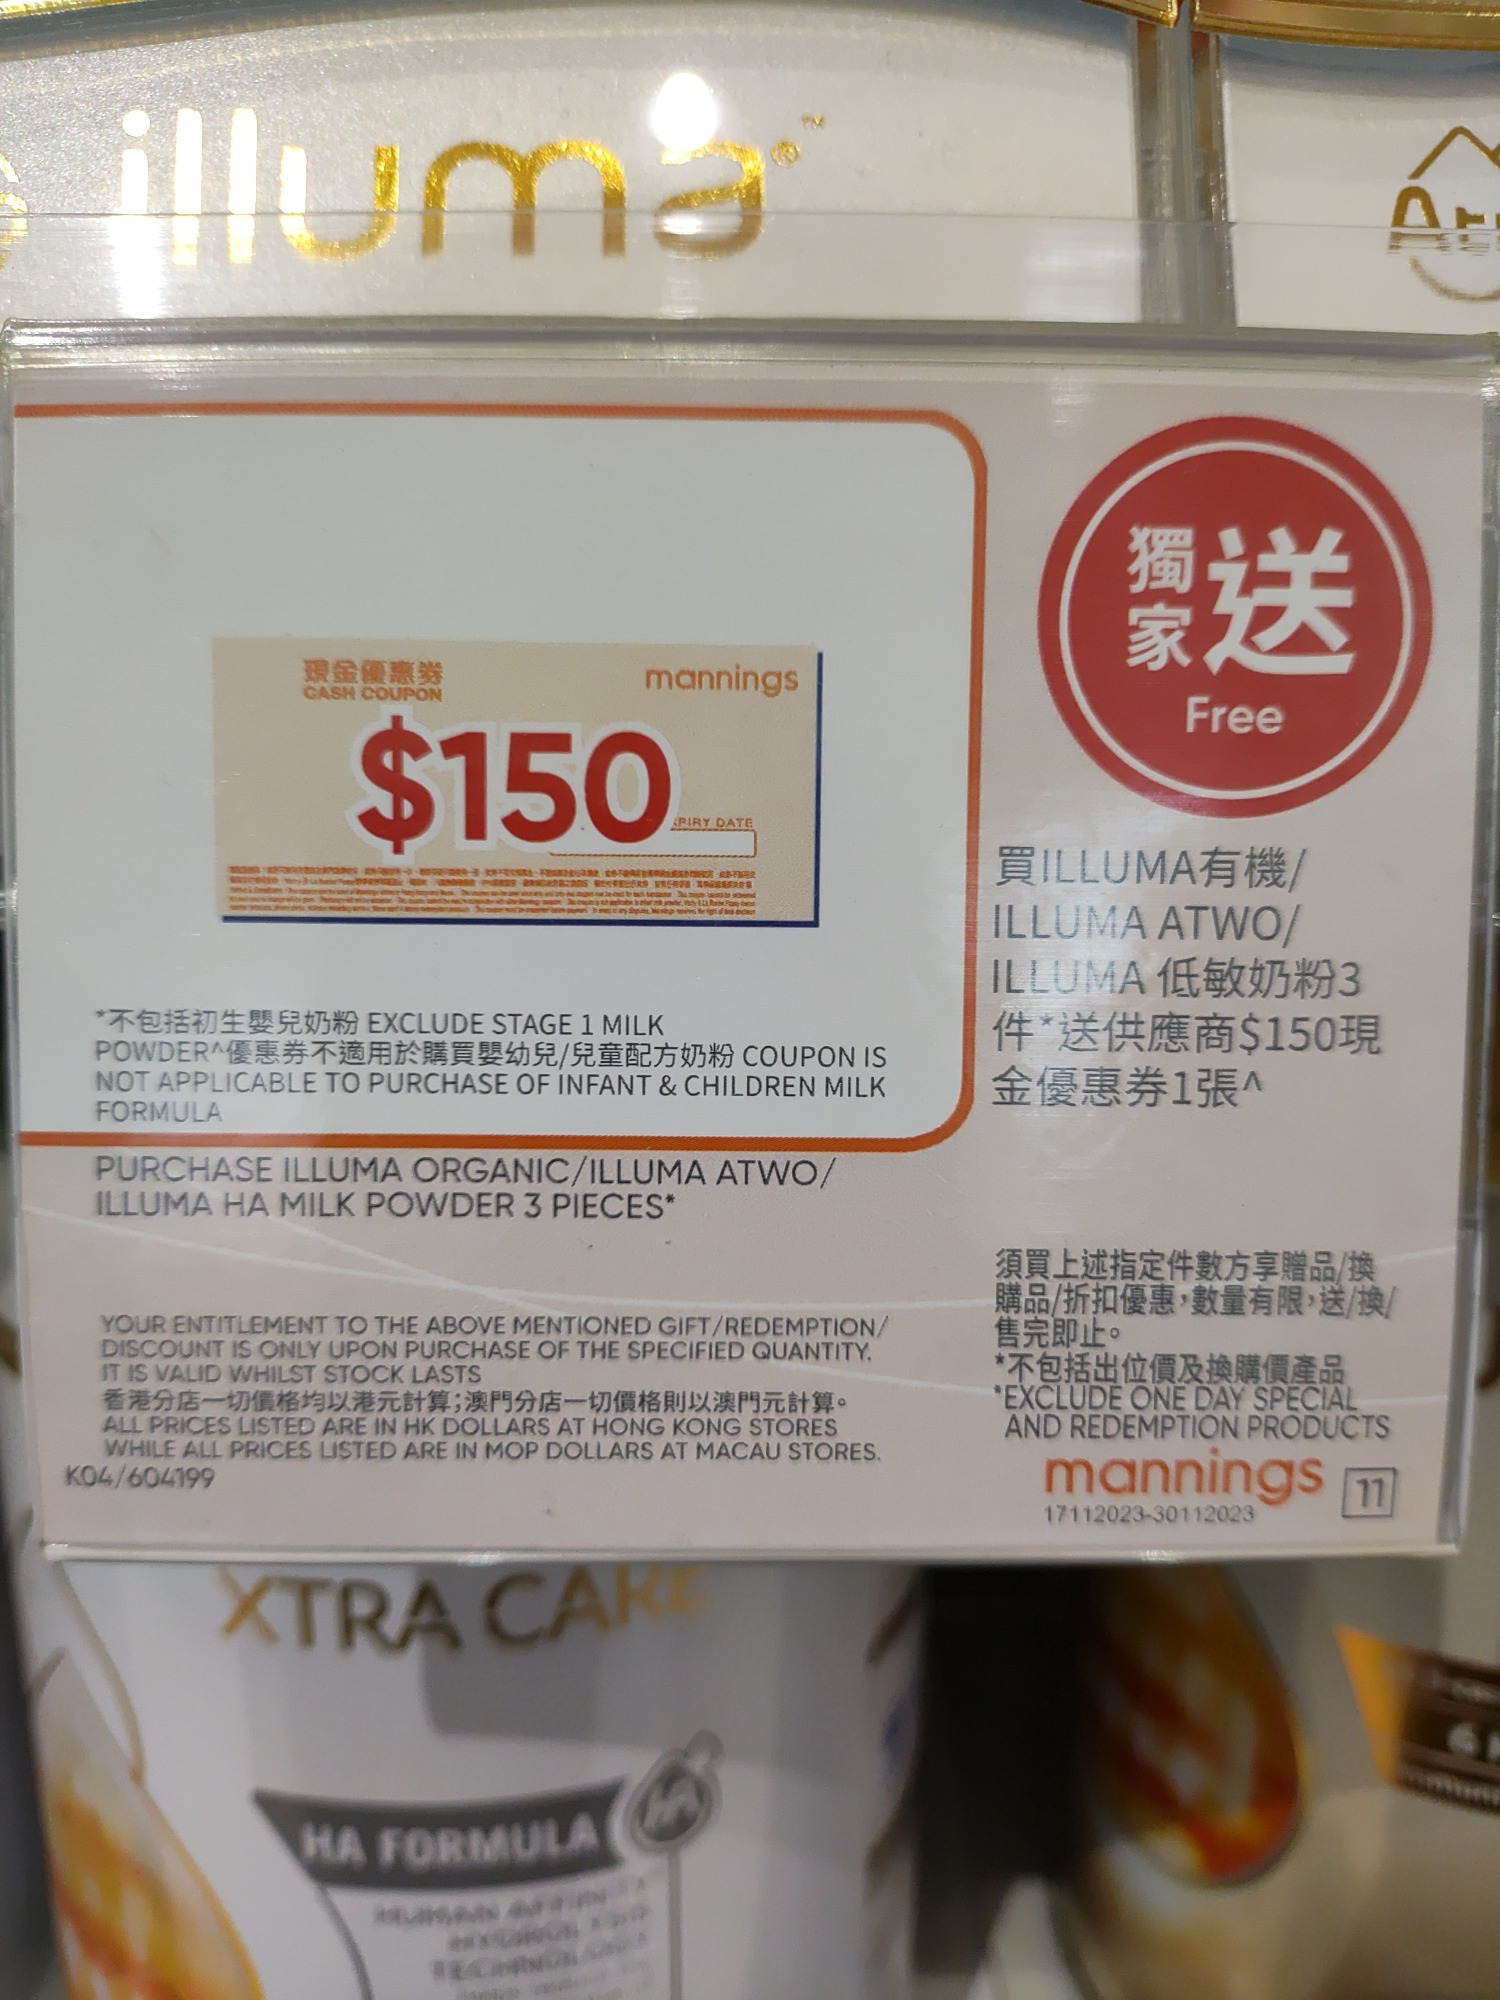 illuma®™
現金優惠券
CASH COUPON
mannings
$150
PIRY DATE
獨家送
Free
買ILLUMA有機/
ILLUMA ATWO/
ILLUMA 低敏奶粉3
件*送供應商$150現
金優惠券1張^
*不包括初生嬰兒奶粉 EXCLUDE STAGE 1 MILK
POWDER^優惠券不適用於購買嬰幼兒/兒童配方奶粉 COUPON IS
NOT APPLICABLE TO PURCHASE OF INFANT & CHILDREN MILK
FORMULA
PURCHASE ILLUMA ORGANIC/ILLUMA ATWO/
ILLUMA HA MILK POWDER 3 PIECES*
YOUR ENTITLEMENT TO THE ABOVE MENTIONED GIFT/REDEMPTION/
DISCOUNT IS ONLY UPON PURCHASE OF THE SPECIFIED QUANTITY.
IT IS VALID WHILST STOCK LASTS
香港分店一切價格均以港元計算;澳門分店一切價格則以澳門元計算。
ALL PRICES LISTED ARE IN HK DOLLARS AT HONG KONG STORES
WHILE ALL PRICES LISTED ARE IN MOP DOLLARS AT MACAU STORES.
K04/604199
須買上述指定件數方享贈品/換
購品/折扣優惠,數量有限,送/換/
售完即止。
*不包括出位價及換購價產品
*EXCLUDE ONE DAY SPECIAL
AND REDEMPTION PRODUCTS
mannings 11
17112023-30112023
XTRA CARE
HA FORMULA